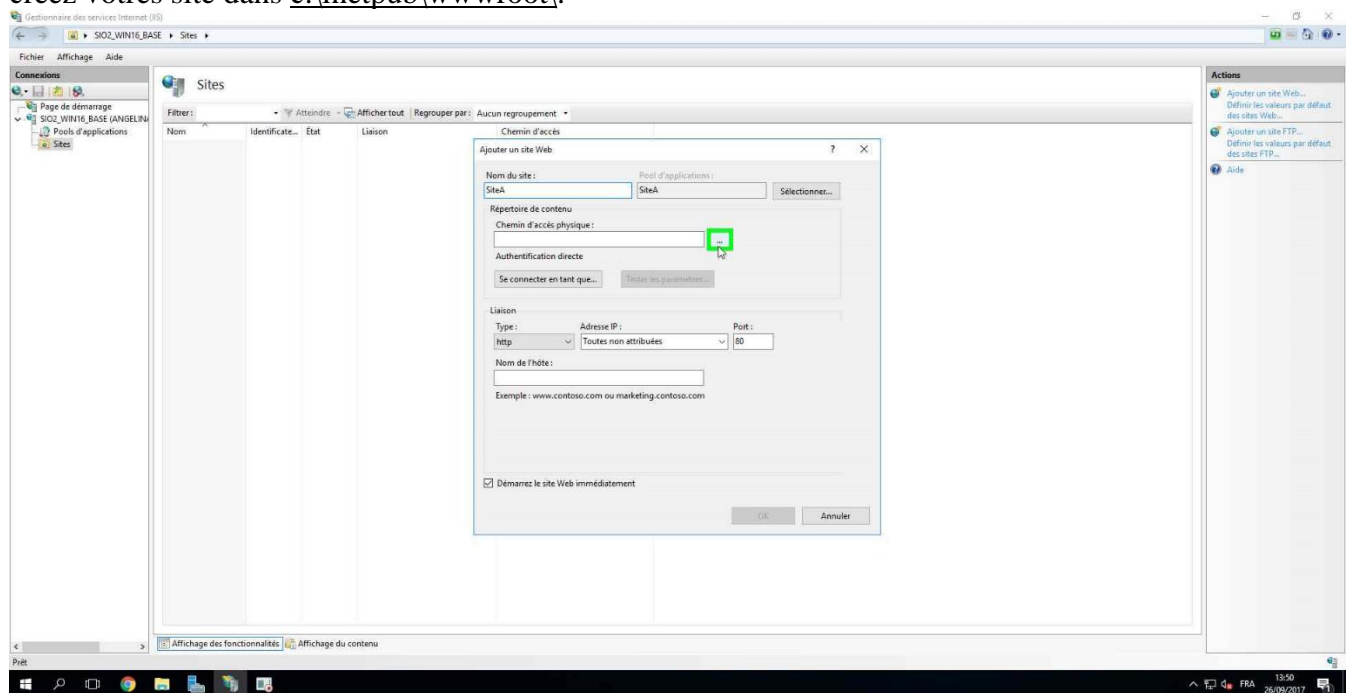 créez votres site dans c:\inetpub\wwwroot\.
Gestionnaire des services Internet (IIS)
SIO2_WIN16_BASE Sites
Fichier Affichage Aide
Connexions
Page de démarrage
SIO2_WIN16_BASE (ANGELIN
Pools d'applications
Sites
Sites
Filtrer : Atteindre Afficher tout Regrouper par : Aucun regroupement
Nom Identificate... État Liaison Chemin d'accès
Ajouter un site Web ? X
Nom du site : Pool d'applications :
SiteA SiteA Sélectionner...
Répertoire de contenu
Chemin d'accès physique :
...
Authentification directe
Se connecter en tant que... Tester les paramètres...
Liaison
Type : Adresse IP : Port :
http Toutes non attribuées 80
Nom de l'hôte :
Exemple : www.contoso.com ou marketing.contoso.com
Démarrez le site Web immédiatement
OK Annuler
Actions
Ajouter un site Web...
Définir les valeurs par défaut
des sites Web...
Ajouter un site FTP...
Définir les valeurs par défaut
des sites FTP...
Aide
Affichage des fonctionnalités Affichage du contenu
Prêt
FRA 13:50
26/09/2017